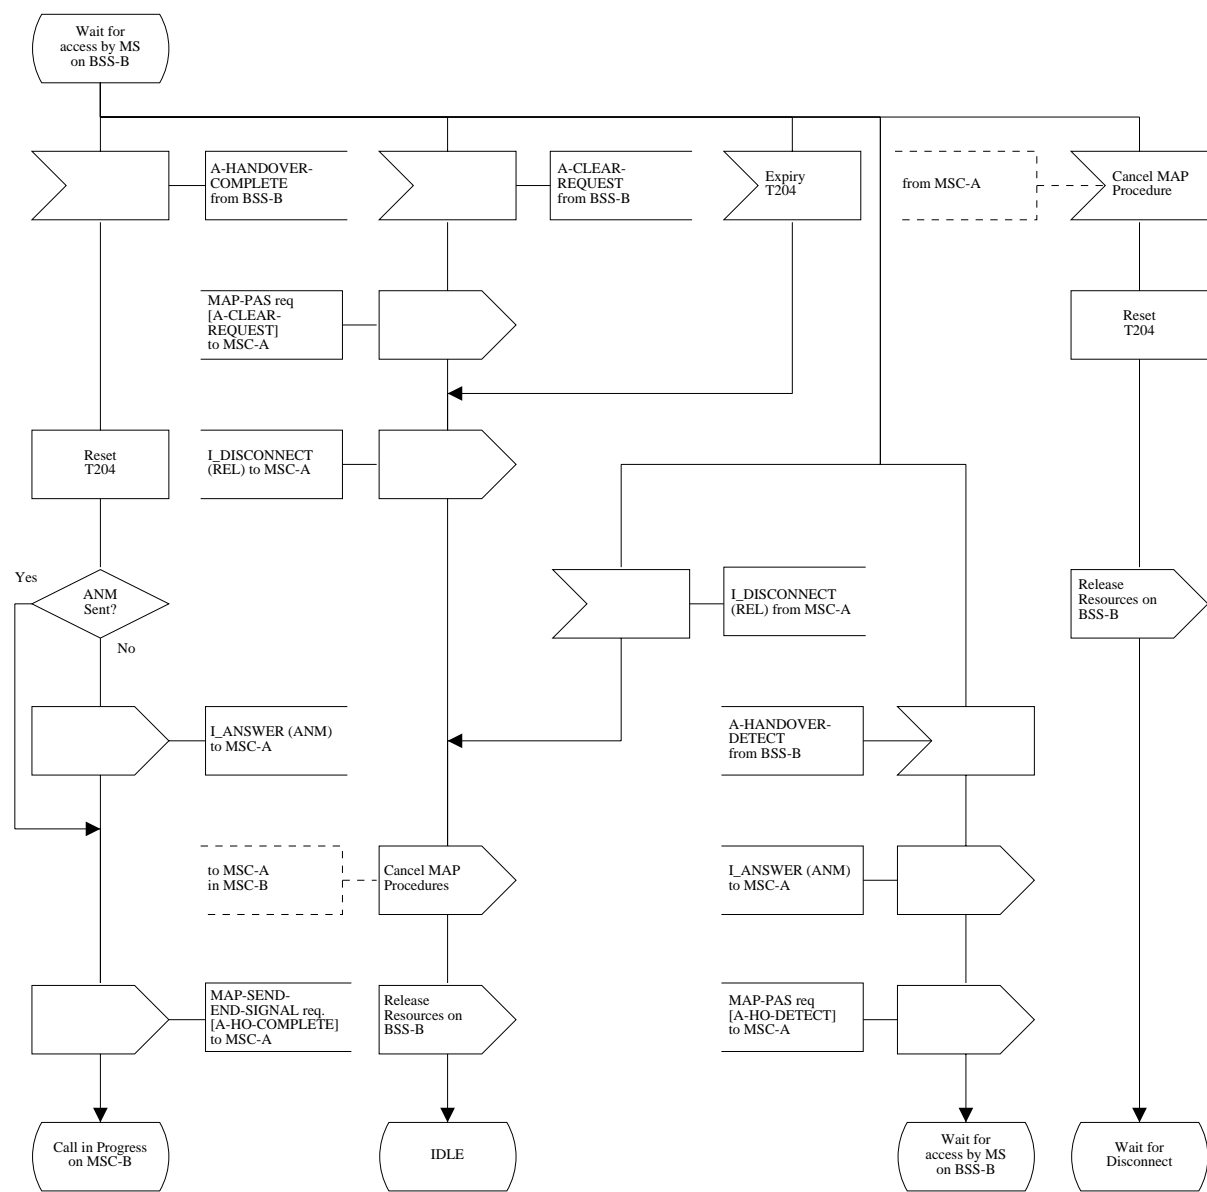 Wait for
access by MS
on BSS-B
A-HANDOVER-
COMPLETE
from BSS-B
A-CLEAR-
REQUEST
from BSS-B
Expiry
T204
from MSC-A
Cancel MAP
Procedure
MAP-PAS req
[A-CLEAR-
REQUEST]
to MSC-A
Reset
T204
Reset
T204
I_DISCONNECT
(REL) to MSC-A
Yes
ANM
Sent?
No
I_DISCONNECT
(REL) from MSC-A
Release
Resources on
BSS-B
I_ANSWER (ANM)
to MSC-A
A-HANDOVER-
DETECT
from BSS-B
to MSC-A
in MSC-B
Cancel MAP
Procedures
I_ANSWER (ANM)
to MSC-A
MAP-SEND-
END-SIGNAL req.
[A-HO-COMPLETE]
to MSC-A
Release
Resources on
BSS-B
MAP-PAS req
[A-HO-DETECT]
to MSC-A
Call in Progress
on MSC-B
IDLE
Wait for
access by MS
on BSS-B
Wait for
Disconnect